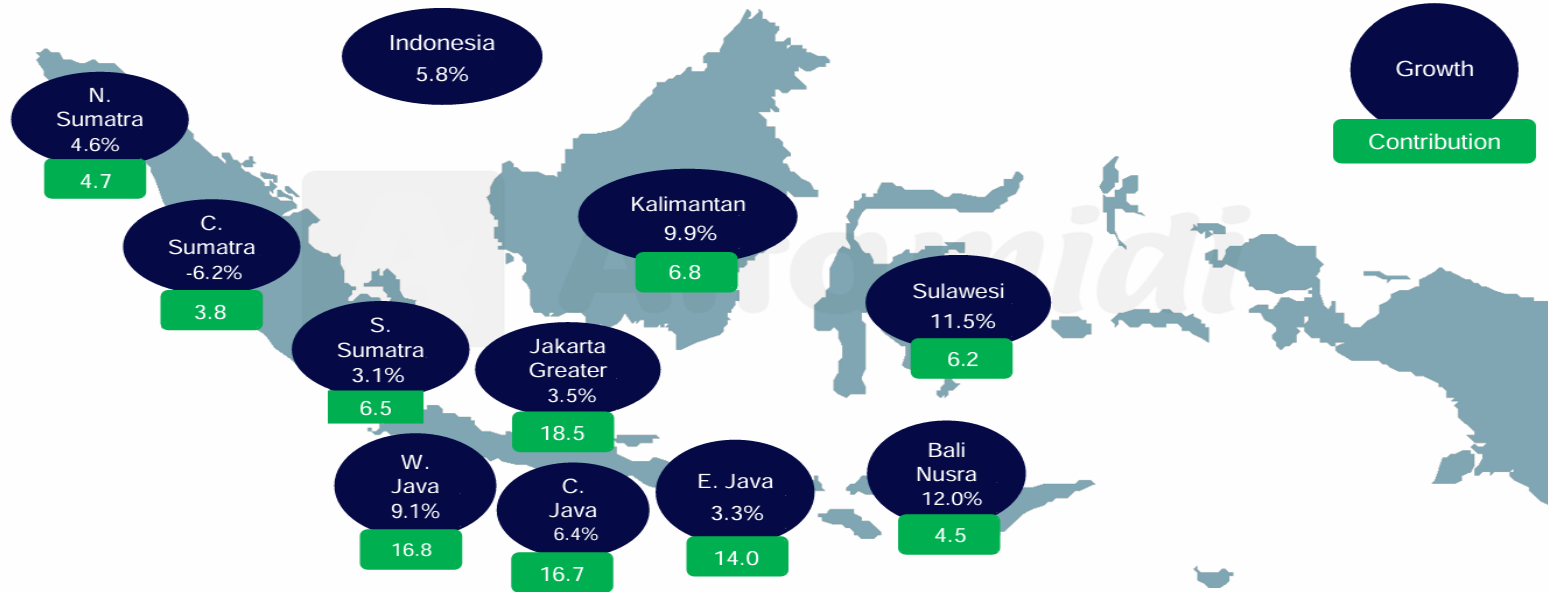 Indonesia
5.8%
Growth
Contribution
N.
Sumatra
4.6%
4.7
C.
Sumatra
-6.2%
3.8
S.
Sumatra
3.1%
6.5
Jakarta
Greater
3.5%
18.5
Kalimantan
9.9%
6.8
Sulawesi
11.5%
6.2
W.
Java
9.1%
16.8
C.
Java
6.4%
16.7
E. Java
3.3%
14.0
Bali
Nusra
12.0%
4.5
Alfamidi